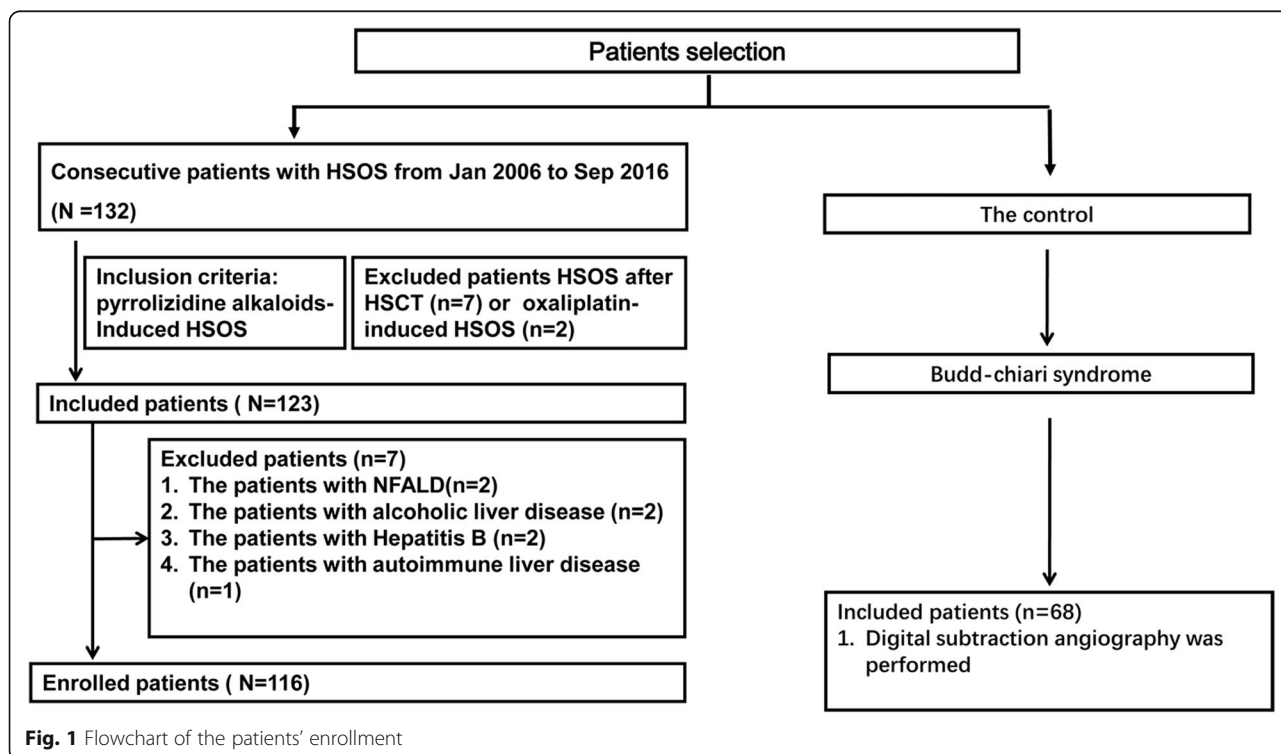 Patients selection
Consecutive patients with HSOS from Jan 2006 to Sep 2016
(N =132)
Inclusion criteria:
pyrrolizidine alkaloids-
Induced HSOS
Excluded patients HSOS after
HSCT (n=7) or oxaliplatin-
induced HSOS (n=2)
Included patients ( N=123)
Excluded patients (n=7)
1. The patients with NFALD(n=2)
2. The patients with alcoholic liver disease (n=2)
3. The patients with Hepatitis B (n=2)
4. The patients with autoimmune liver disease
(n=1)
Enrolled patients ( N=116)
The control
Budd-chiari syndrome
Included patients (n=68)
1. Digital subtraction angiography was
performed
Fig. 1 Flowchart of the patients' enrollment